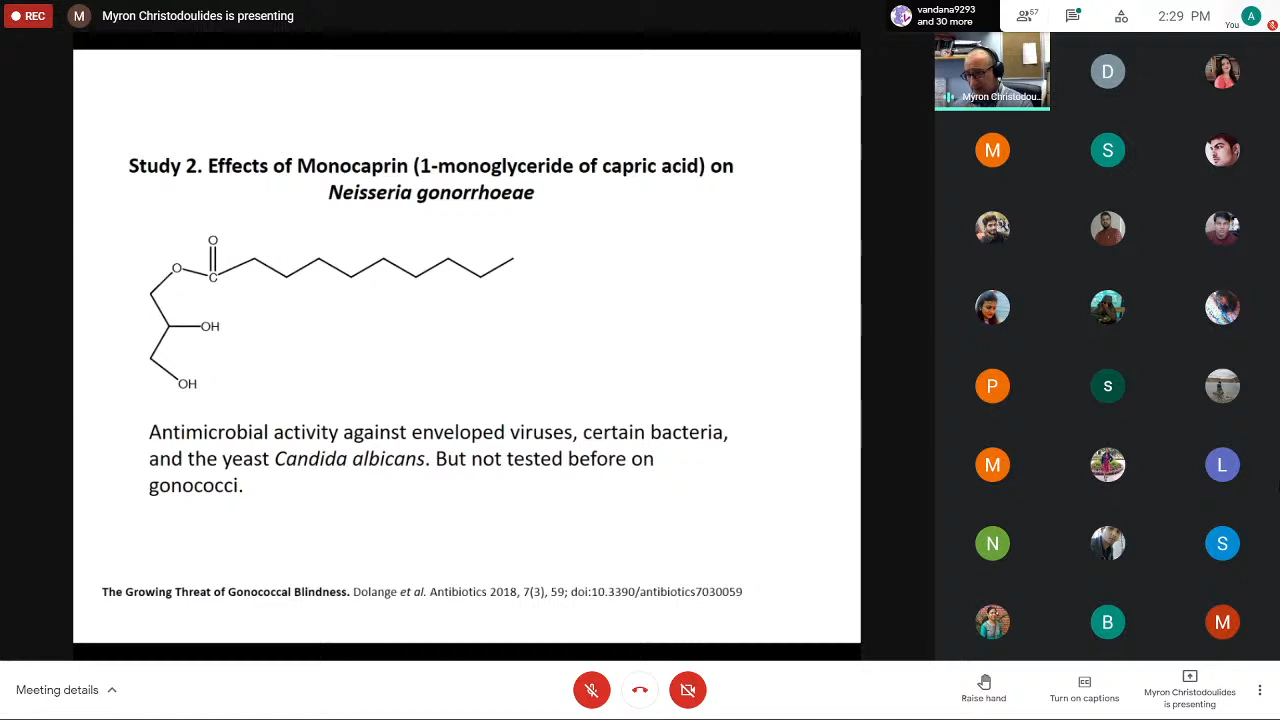 REC
M
Myron Christodoulides is presenting
vandana9293
and 30 more
57
2:29 PM
A
You
Myron Christodou...
D
M
S
P
s
M
L
N
S
B
M
Study 2. Effects of Monocaprin (1-monoglyceride of capric acid) on
Neisseria gonorrhoeae
O
O
C
OH
OH
Antimicrobial activity against enveloped viruses, certain bacteria,
and the yeast Candida albicans. But not tested before on
gonococci.
The Growing Threat of Gonococcal Blindness. Dolange et al. Antibiotics 2018, 7(3), 59; doi:10.3390/antibiotics7030059
Meeting details
Raise hand
Turn on captions
Myron Christodoulides
is presenting